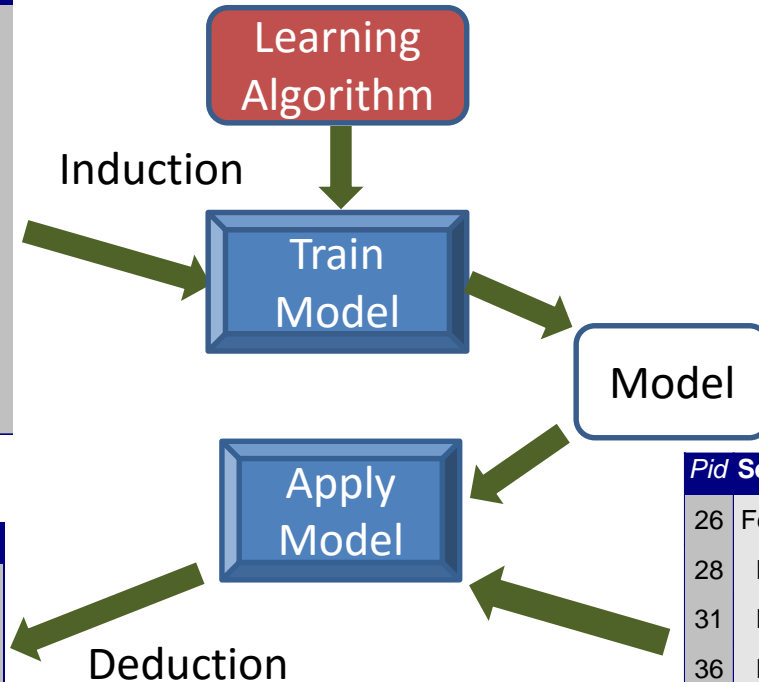 Learning
Algorithm
Induction
Train
Model
Model
Apply
Model
Pid
26
28
31
36
Deduction